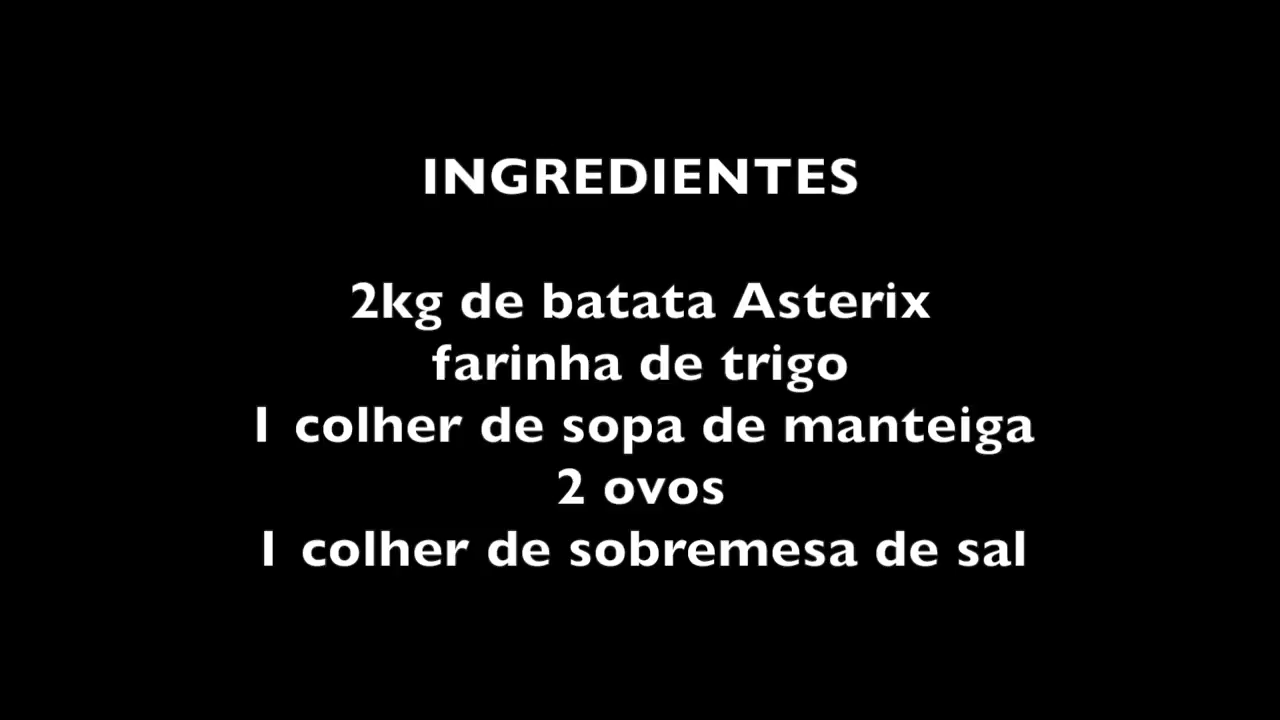 INGREDIENTES
2kg de batata Asterix
farinha de trigo
1 colher de sopa de manteiga
2 ovos
1 colher de sobremesa de sal